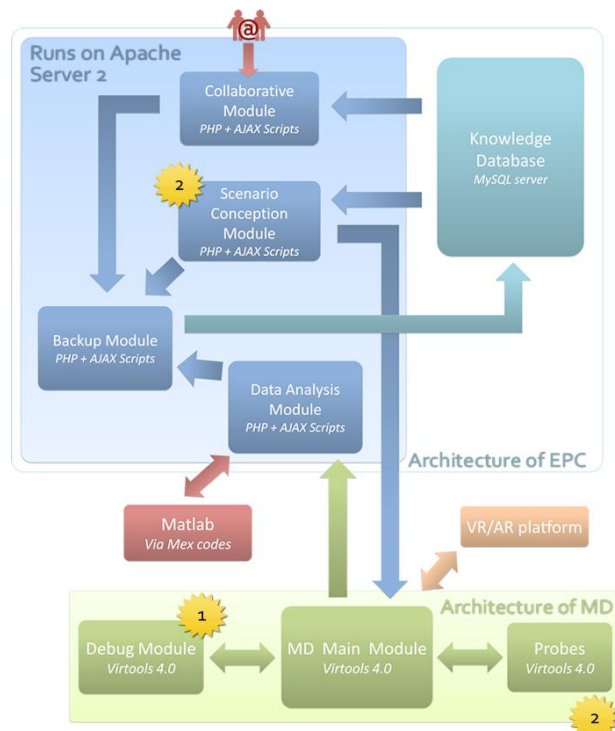 @
Runs on Apache
Server 2
Collaborative
Module
PHP + AJAX Scripts
Knowledge
Database
MySQL server
2
Scenario
Conception
Module
PHP + AJAX Scripts
Backup Module
PHP + AJAX Scripts
Data Analysis
Module
PHP + AJAX Scripts
Architecture of EPC
Matlab
Via Mex codes
VR/AR platform
Architecture of MD
1
Debug Module
Virtools 4.0
MD Main Module
Virtools 4.0
Probes
Virtools 4.0
2